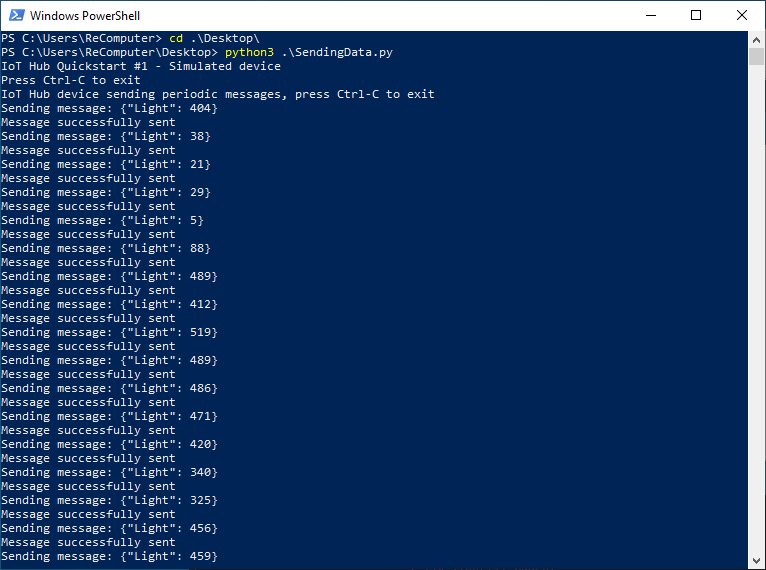 Windows PowerShell
PS C:\Users\ReComputer> cd .\Desktop\
PS C:\Users\ReComputer\Desktop> python3 .\SendingData.py
IoT Hub Quickstart #1 - Simulated device
Press Ctrl-C to exit
IoT Hub device sending periodic messages, press Ctrl-C to exit
Sending message: {"Light": 404}
Message successfully sent
Sending message: {"Light": 38}
Message successfully sent
Sending message: {"Light": 21}
Message successfully sent
Sending message: {"Light": 29}
Message successfully sent
Sending message: {"Light": 5}
Message successfully sent
Sending message: {"Light": 88}
Message successfully sent
Sending message: {"Light": 489}
Message successfully sent
Sending message: {"Light": 412}
Message successfully sent
Sending message: {"Light": 519}
Message successfully sent
Sending message: {"Light": 489}
Message successfully sent
Sending message: {"Light": 486}
Message successfully sent
Sending message: {"Light": 471}
Message successfully sent
Sending message: {"Light": 420}
Message successfully sent
Sending message: {"Light": 340}
Message successfully sent
Sending message: {"Light": 325}
Message successfully sent
Sending message: {"Light": 456}
Message successfully sent
Sending message: {"Light": 459}